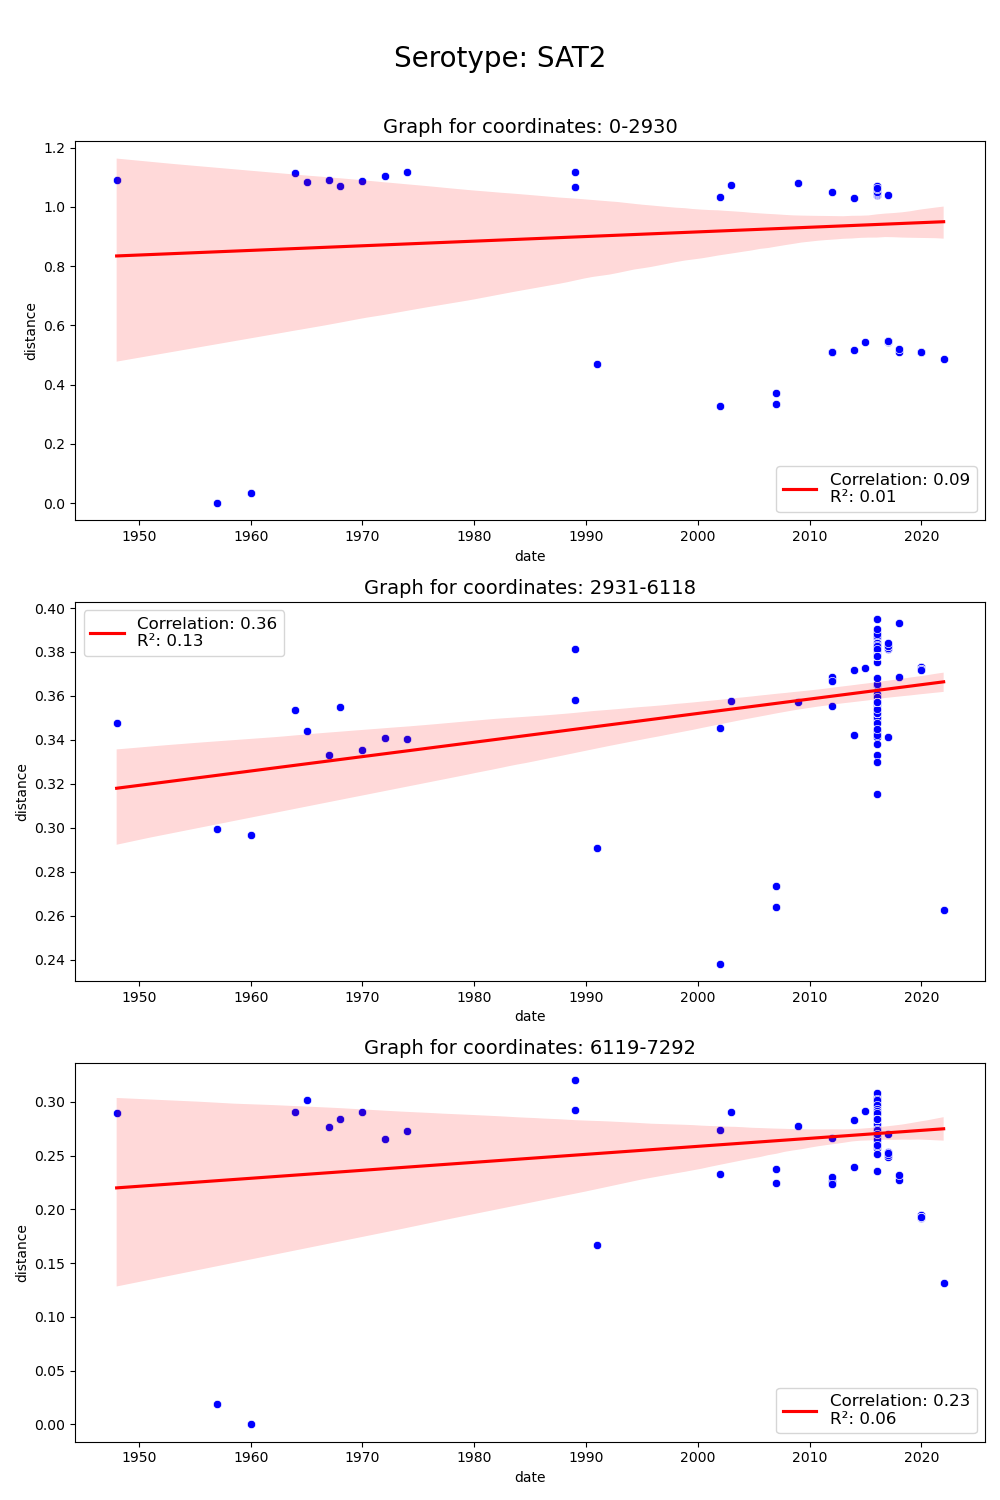 Serotype: SAT2
Graph for coordinates: 0-2930
1.2
1.0
0.8
0.6
0.4
0.2
0.0
distance
Correlation: 0.09
R²: 0.01
1950 1960 1970 1980 1990 2000 2010 2020
date
Graph for coordinates: 2931-6118
0.40
0.38
0.36
0.34
0.32
0.30
0.28
0.26
0.24
distance
Correlation: 0.36
R²: 0.13
1950 1960 1970 1980 1990 2000 2010 2020
date
Graph for coordinates: 6119-7292
0.30
0.25
0.20
0.15
0.10
0.05
0.00
distance
Correlation: 0.23
R²: 0.06
1950 1960 1970 1980 1990 2000 2010 2020
date